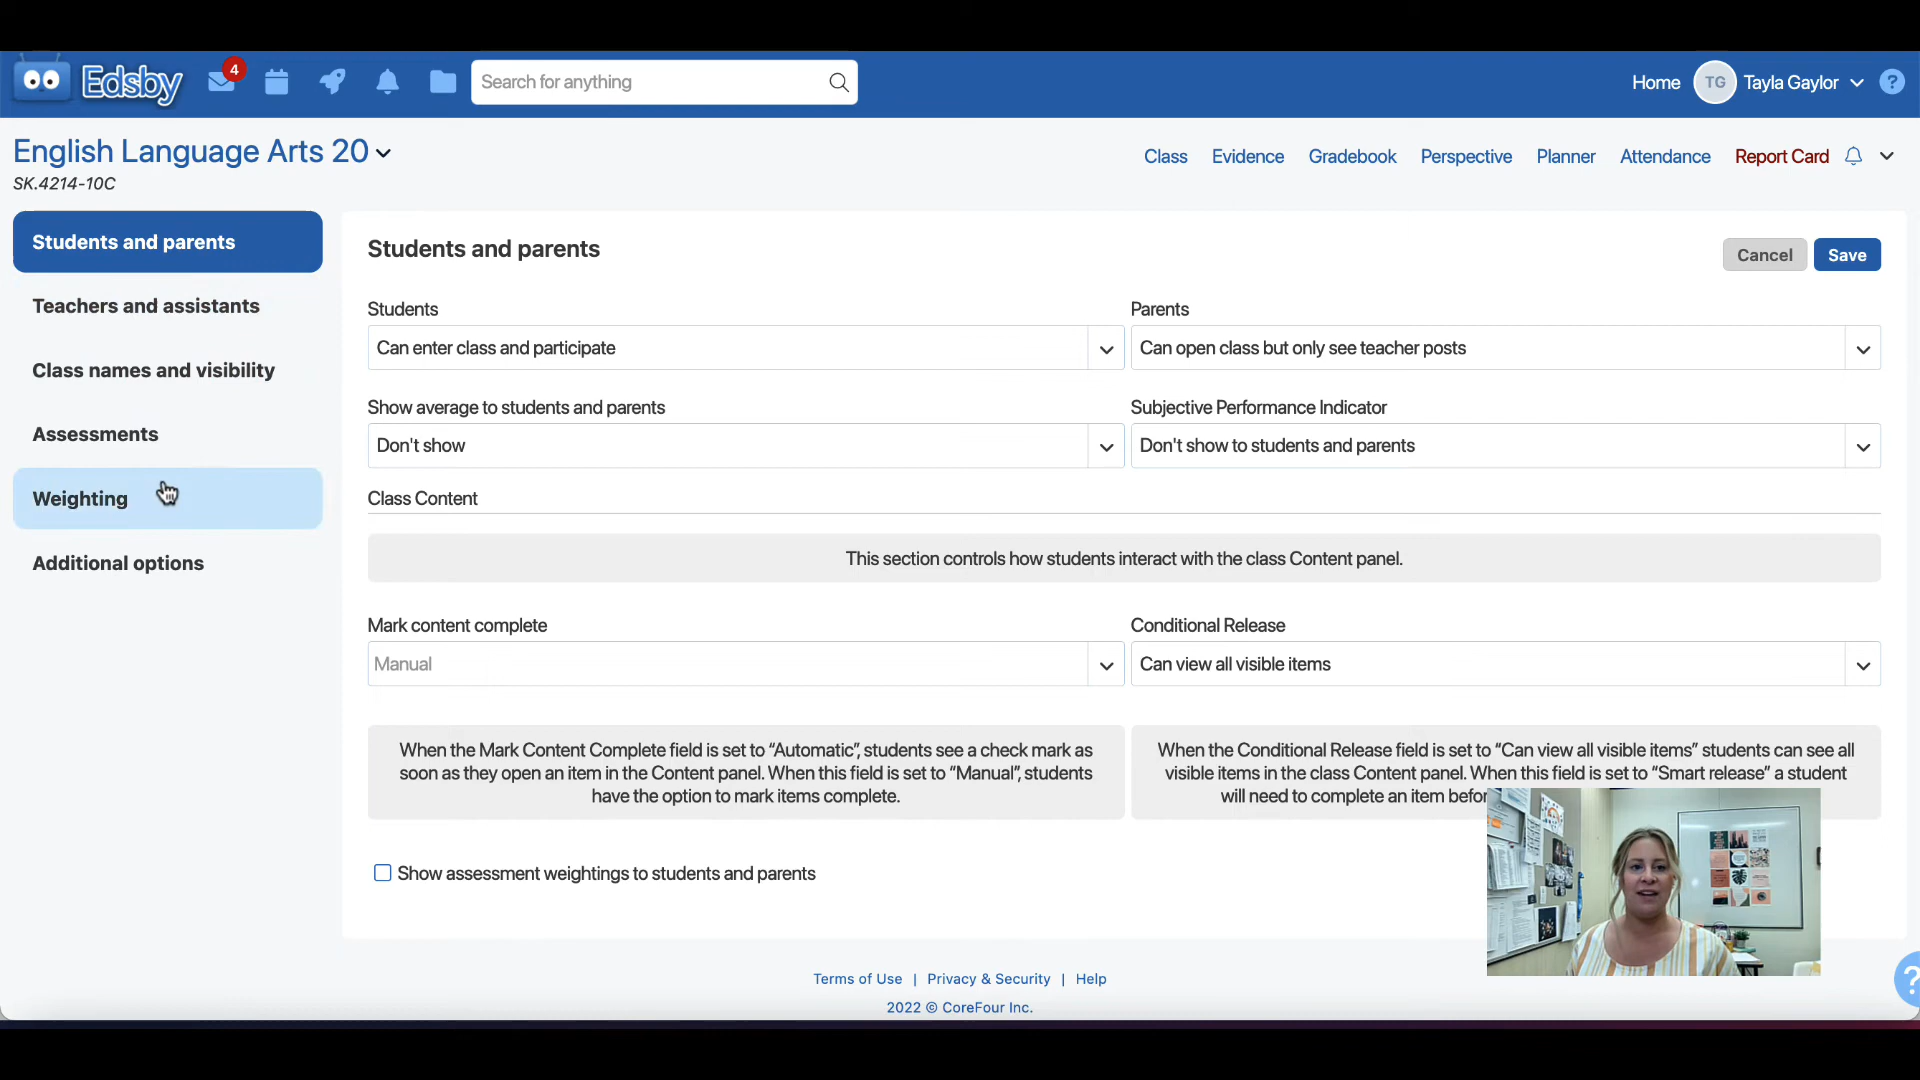 Edsby
4
Search for anything
Home
TG
Tayla Gaylor
?
English Language Arts 20
SK.4214-10C
Class
Evidence
Gradebook
Perspective
Planner
Attendance
Report Card
Students and parents
Teachers and assistants
Class names and visibility
Assessments
Weighting
Additional options
Students and parents
Cancel
Save
Students
Can enter class and participate
Parents
Can open class but only see teacher posts
Show average to students and parents
Don't show
Subjective Performance Indicator
Don't show to students and parents
Class Content
This section controls how students interact with the class Content panel.
Mark content complete
Manual
Conditional Release
Can view all visible items
When the Mark Content Complete field is set to “Automatic”, students see a check mark as
soon as they open an item in the Content panel. When this field is set to “Manual”, students
have the option to mark items complete.
When the Conditional Release field is set to “Can view all visible items” students can see all
visible items in the class Content panel. When this field is set to “Smart release” a student
will need to complete an item befor
Show assessment weightings to students and parents
Terms of Use | Privacy & Security | Help
2022 © CoreFour Inc.
?